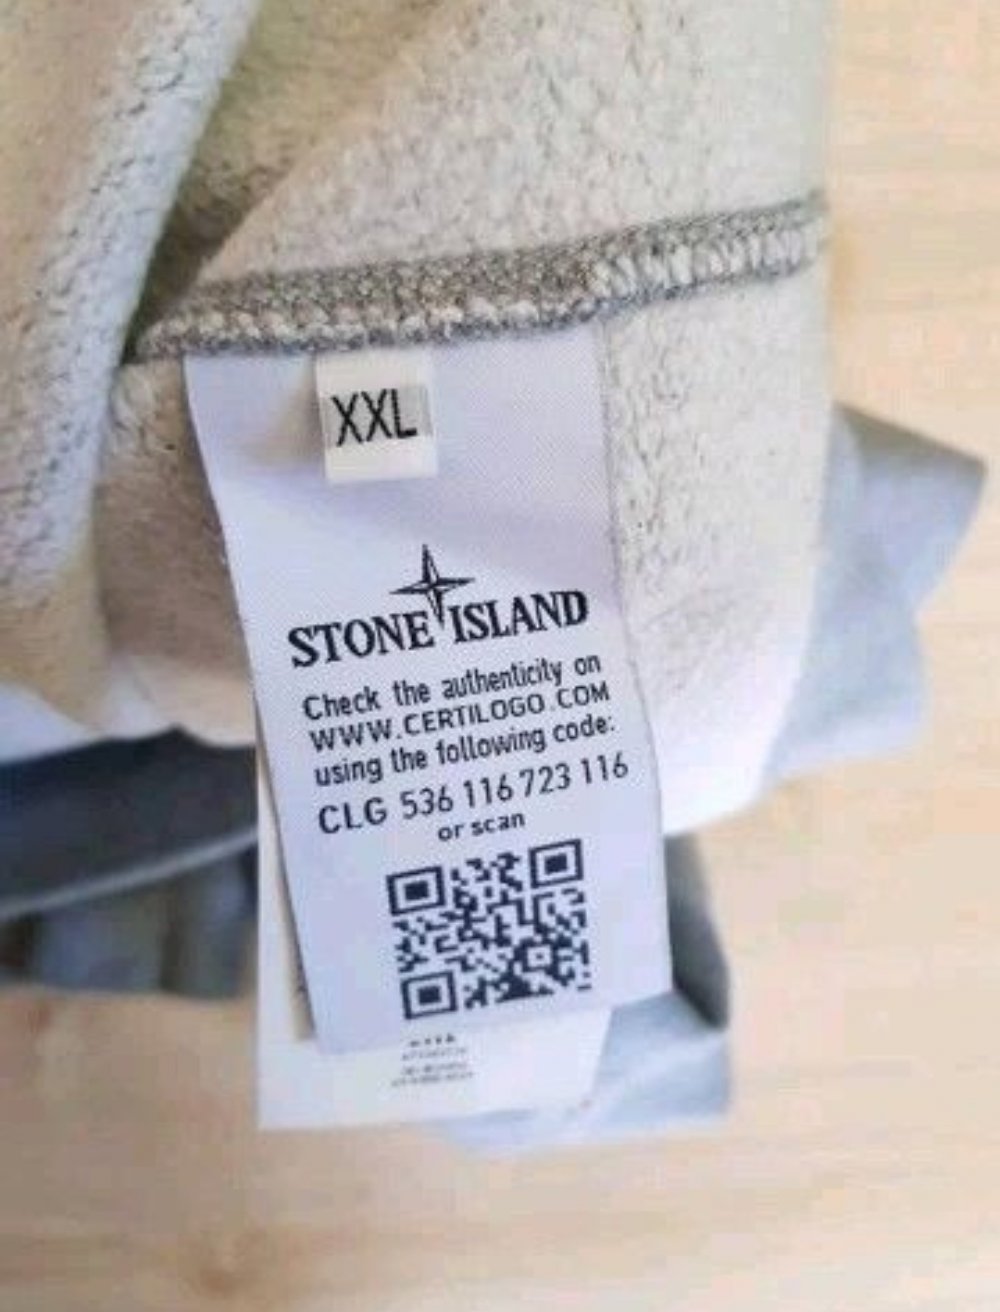 XXL
STONE ISLAND
Check the authenticity on
WWW.CERTILOGO.COM
using the following code:
CLG 536 116 723 116
or scan